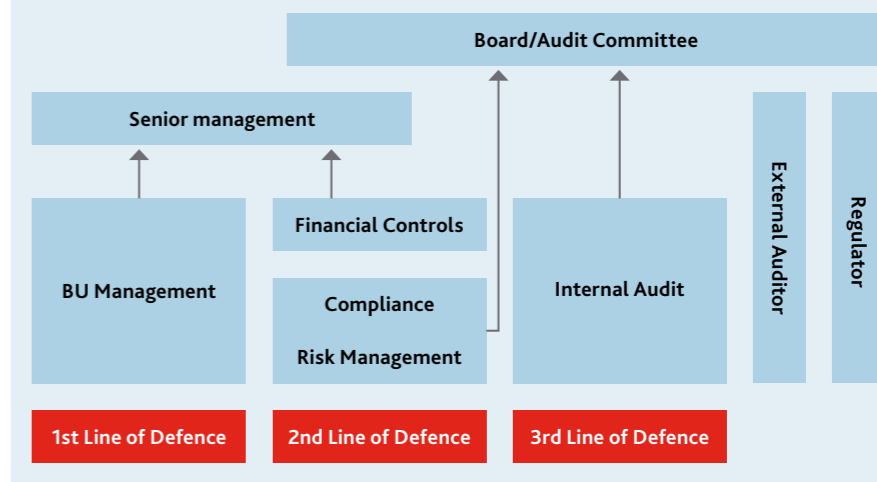 Board/Audit Committee
Senior management
BU Management
Financial Controls
Compliance
Risk Management
Internal Audit
External Auditor
Regulator
1st Line of Defence
2nd Line of Defence
3rd Line of Defence